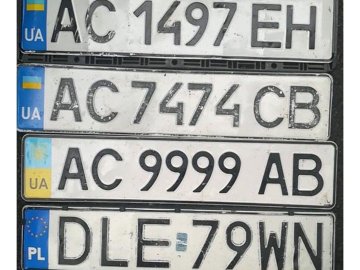 UA AC 1497 EH
UA AC 7474 CB
UA AC 9999 AB
PL DLE 79WN